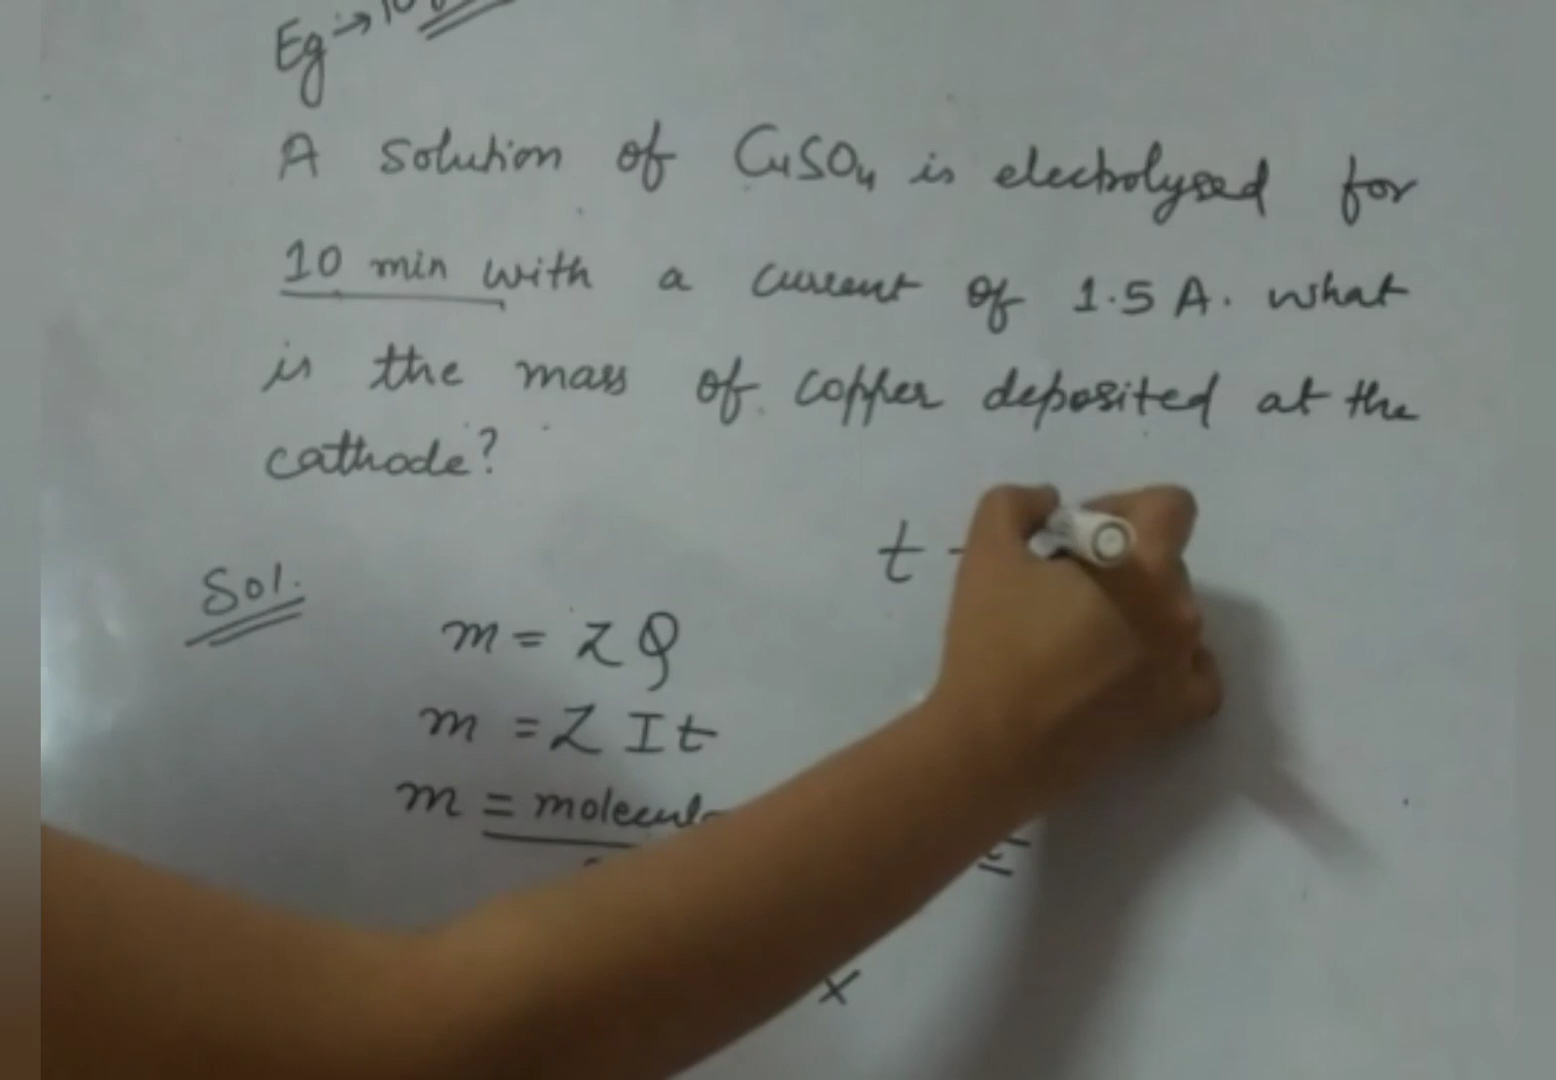 Eg →
A solution of CuSO4 is electrolysed for
10 min with a current of 1.5 A. what
is the mass of copper deposited at the
cathode?
t
Sol.
m = Z Q
m = Z I t
m =
x